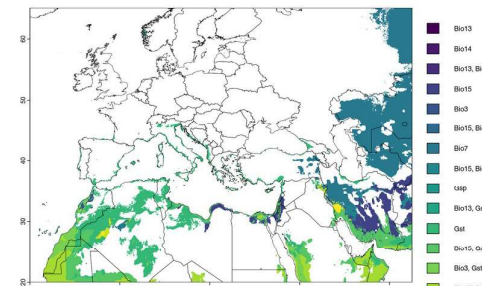 60
50
40
30
20
Bio13
Bio14
Bio13, Bi
Bio15
Bio3
Bio15, Bi
Bio7
Bio15, Bi
Gsp
Bio13, G
Gst
Bio15, G
Bio3, Gst